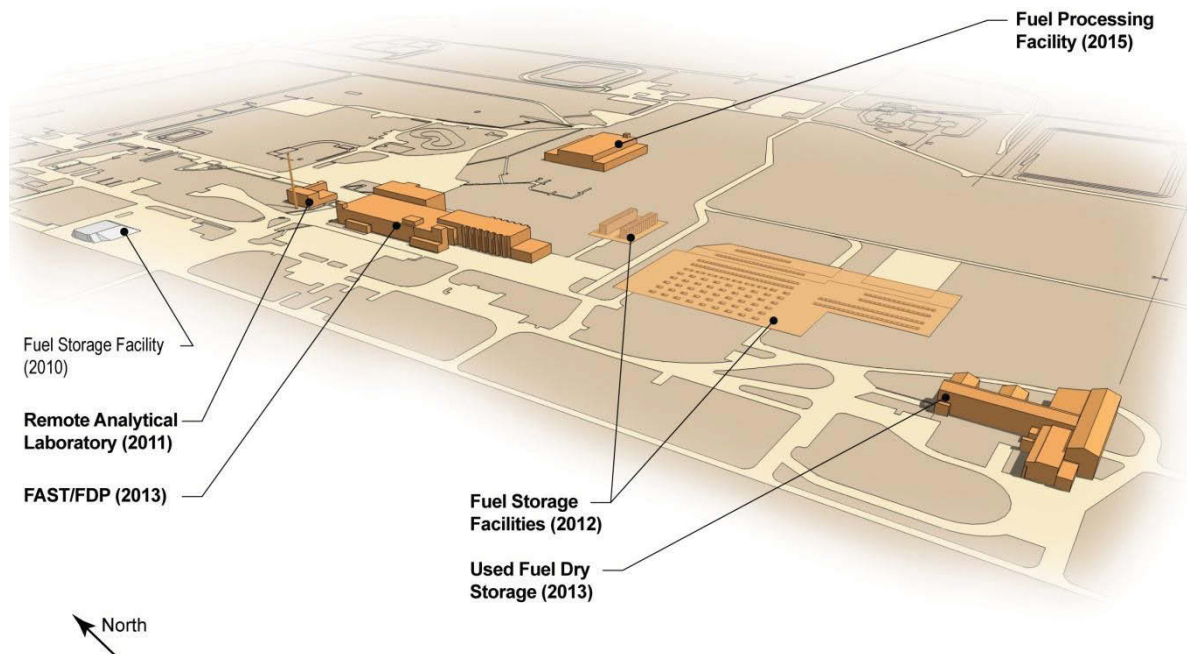 Fuel Processing
Facility (2015)
Fuel Storage Facility
(2010)
Remote Analytical
Laboratory (2011)
FAST/FDP (2013)
Fuel Storage
Facilities (2012)
Used Fuel Dry
Storage (2013)
North